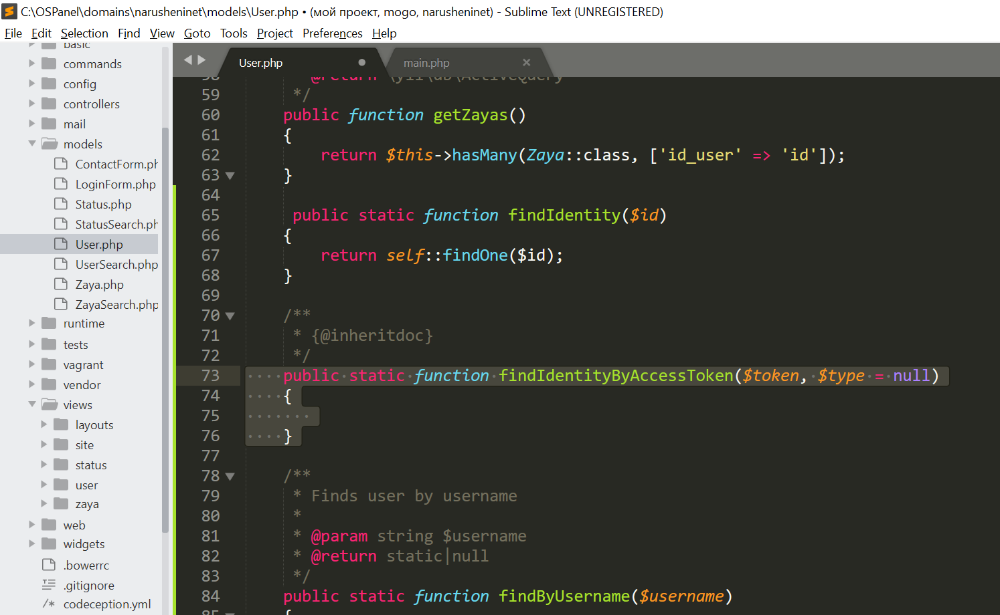 C:\OSPanel\domains\narusheninet\models\User.php • (мой проект, mogo, narusheninet) - Sublime Text (UNREGISTERED)
File Edit Selection Find View Goto Tools Project Preferences Help
basic
commands
config
controllers
mail
models
ContactForm.ph
LoginForm.php
Status.php
StatusSearch.ph
User.php
UserSearch.php
Zaya.php
ZayaSearch.php
runtime
tests
vagrant
vendor
views
layouts
site
status
user
zaya
web
widgets
.bowerrc
.gitignore
/* codeception.yml
User.php
main.php ×
58 @return \yii\db\ActiveQuery
59 */
60 public function getZayas()
61 {
62 return $this->hasMany(Zaya::class, ['id_user' => 'id']);
63 }
64
65 public static function findIdentity($id)
66 {
67 return self::findOne($id);
68 }
69
70 /**
71 * {@inheritdoc}
72 */
73 public static function findIdentityByAccessToken($token, $type = null)
74 {
75
76 }
77
78 /**
79 * Finds user by username
80 *
81 * @param string $username
82 * @return static|null
83 */
84 public static function findByUsername($username)
85 {